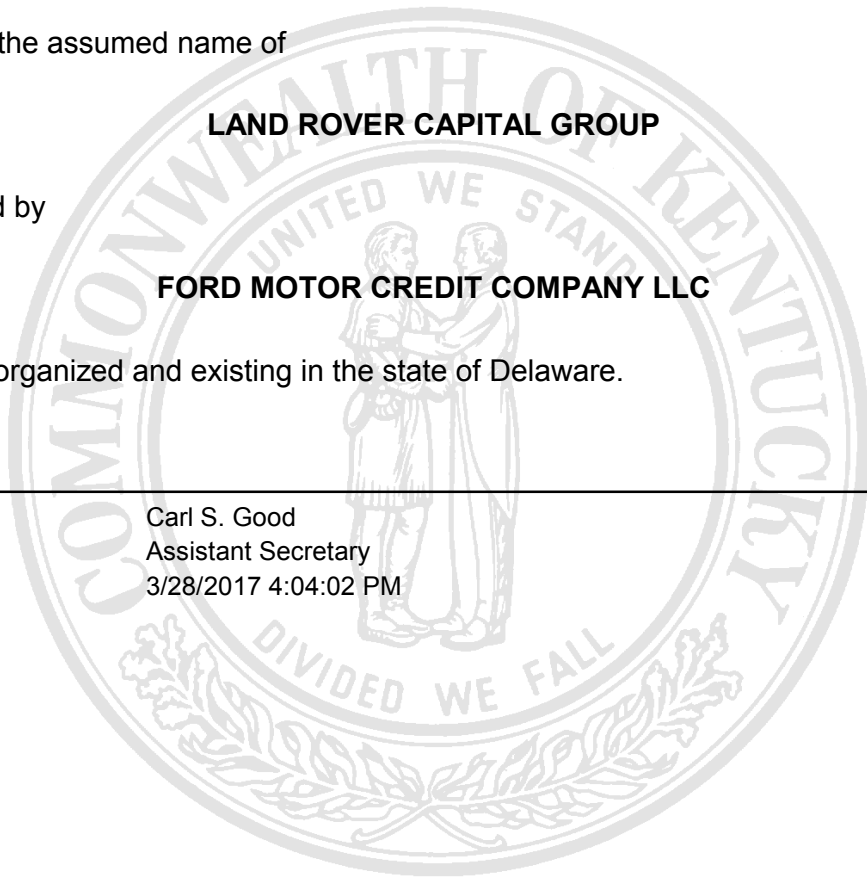 the assumed name of
LAND ROVER CAPITAL GROUP
by
FORD MOTOR CREDIT COMPANY LLC
organized and existing in the state of Delaware.
Carl S. Good
Assistant Secretary
3/28/2017 4:04:02 PM
COMMONWEALTH OF KENTUCKY
UNITED WE STAND
DIVIDED WE FALL